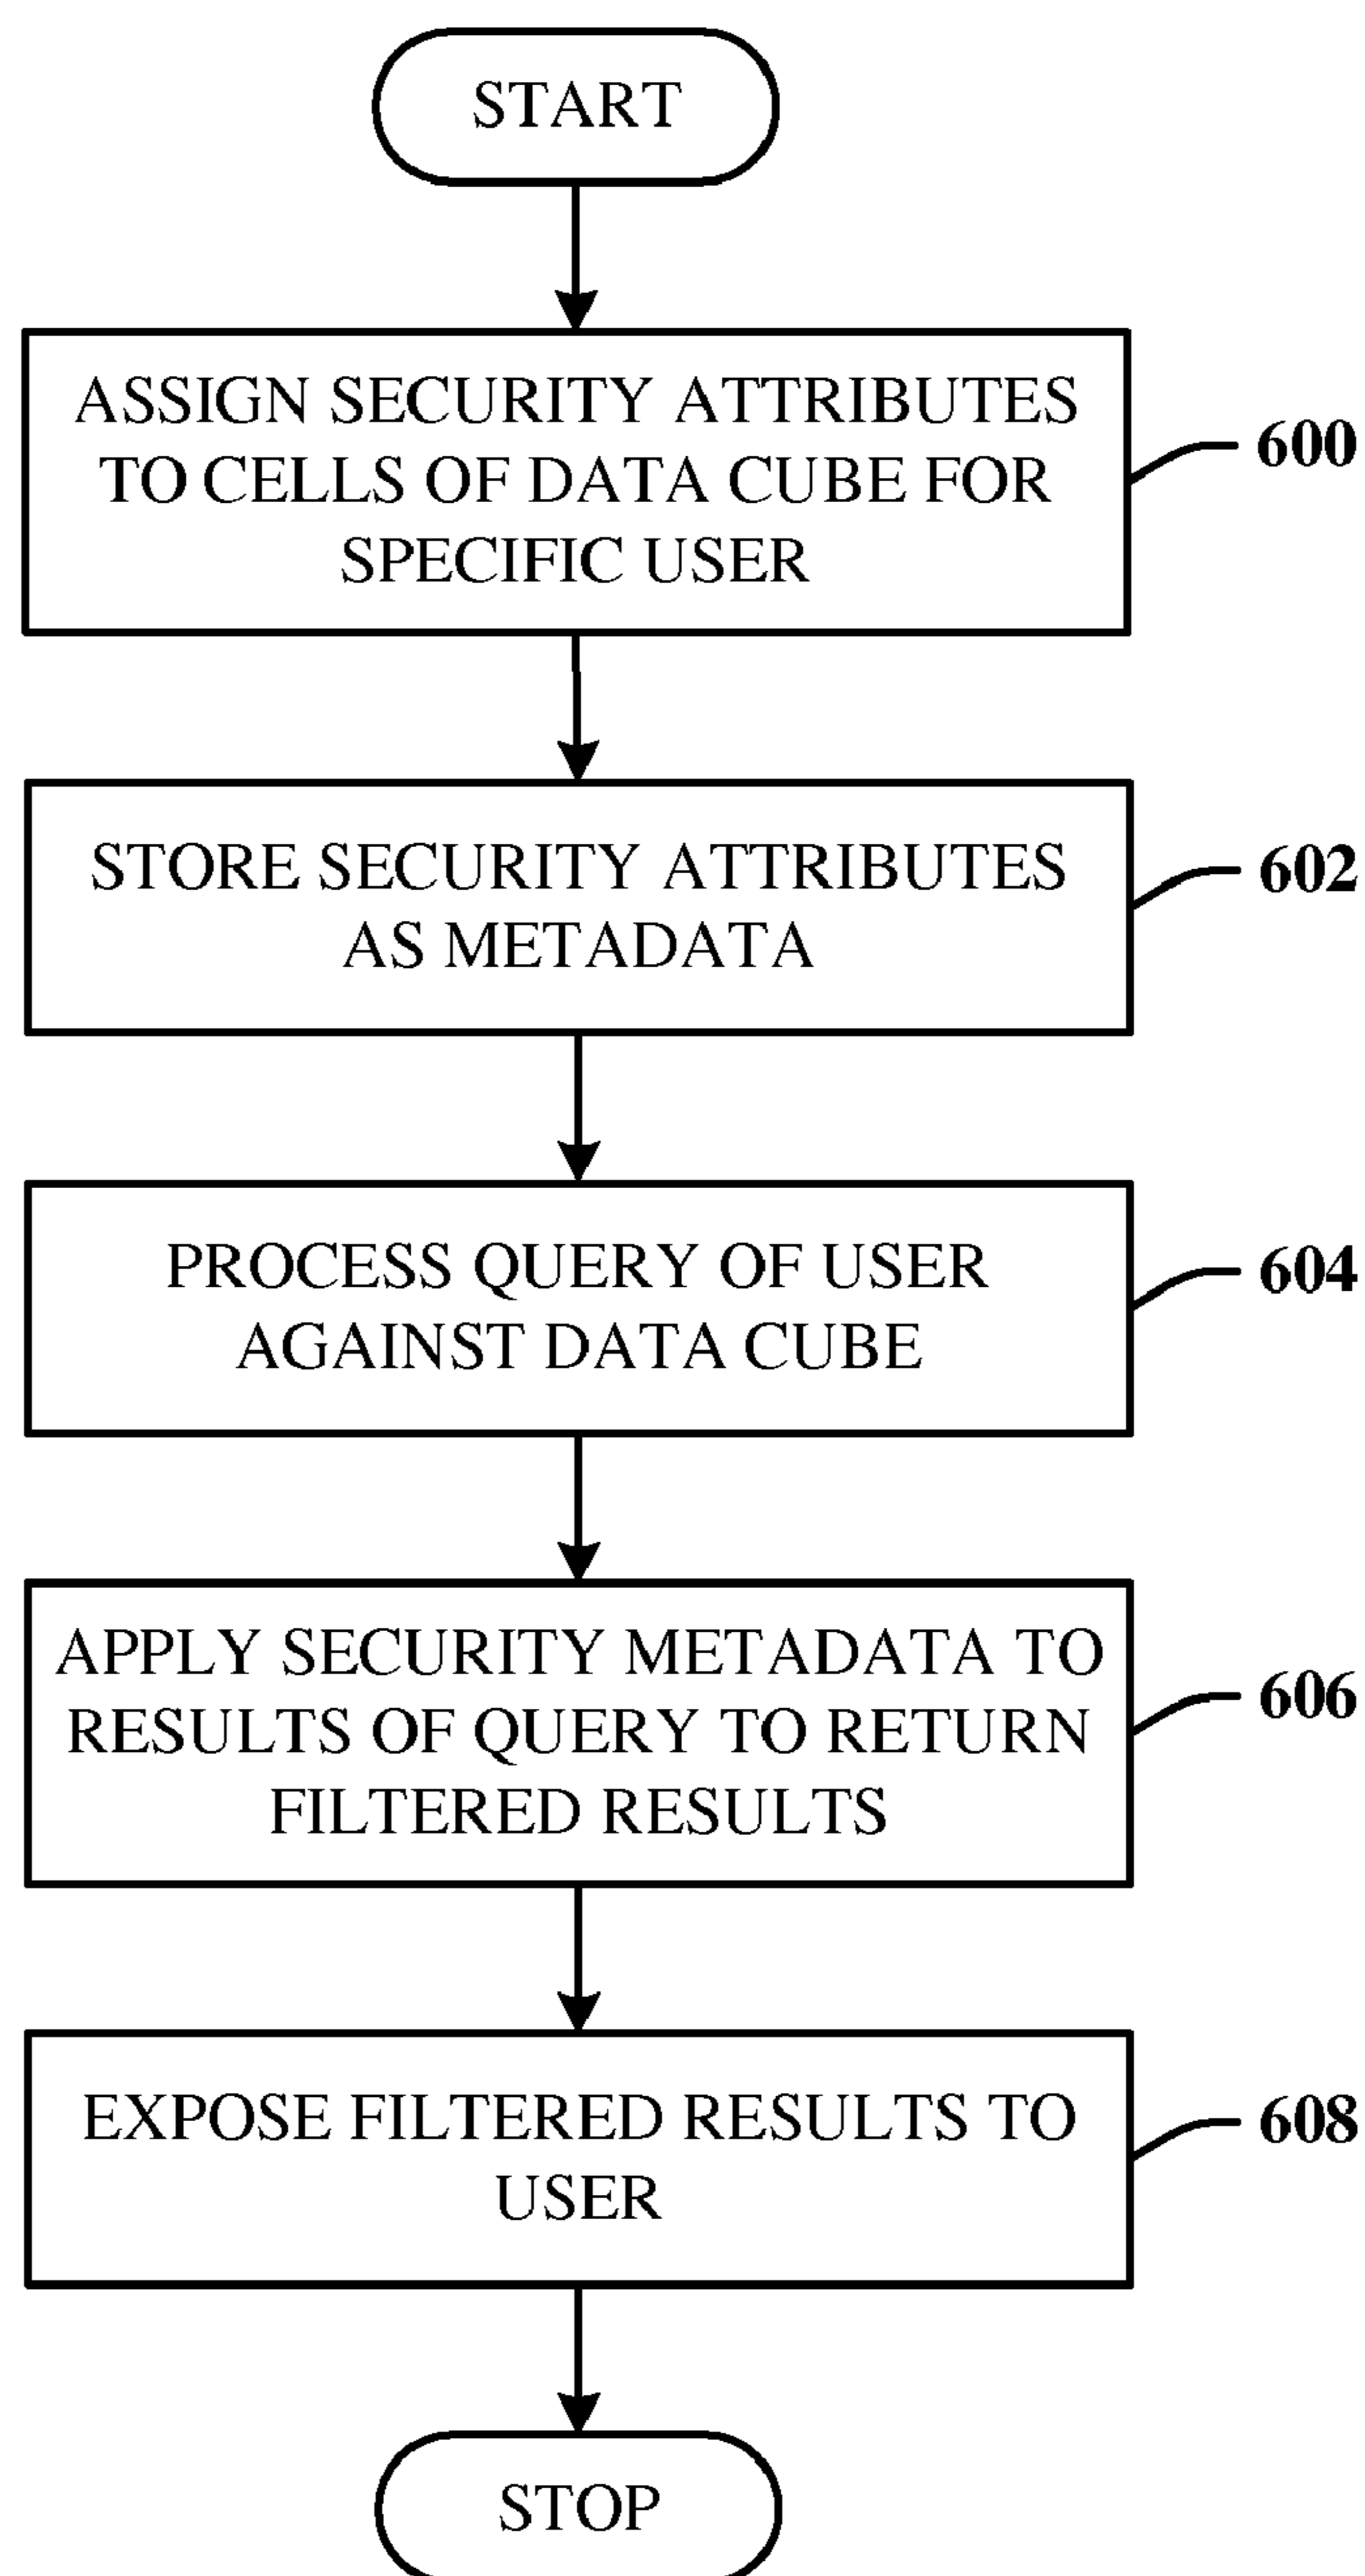 START
ASSIGN SECURITY ATTRIBUTES
TO CELLS OF DATA CUBE FOR
SPECIFIC USER
600
STORE SECURITY ATTRIBUTES
AS METADATA
602
PROCESS QUERY OF USER
AGAINST DATA CUBE
604
APPLY SECURITY METADATA TO
RESULTS OF QUERY TO RETURN
FILTERED RESULTS
606
EXPOSE FILTERED RESULTS TO
USER
608
STOP